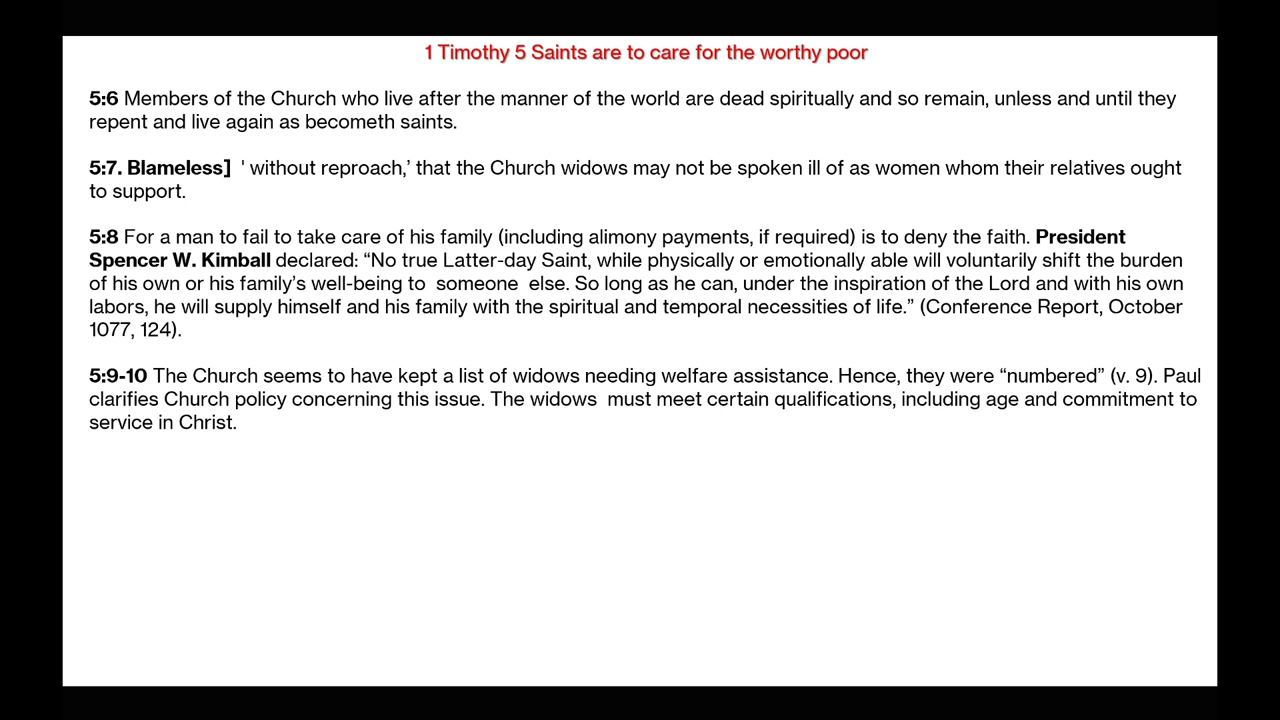 1 Timothy 5 Saints are to care for the worthy poor
5:6 Members of the Church who live after the manner of the world are dead spiritually and so remain, unless and until they
repent and live again as becometh saints.
5:7. Blameless]  ' without reproach,’ that the Church widows may not be spoken ill of as women whom their relatives ought
to support.
5:8 For a man to fail to take care of his family (including alimony payments, if required) is to deny the faith. President
Spencer W. Kimball declared: “No true Latter-day Saint, while physically or emotionally able will voluntarily shift the burden
of his own or his family’s well-being to  someone  else. So long as he can, under the inspiration of the Lord and with his own
labors, he will supply himself and his family with the spiritual and temporal necessities of life.” (Conference Report, October
1077, 124).
5:9-10 The Church seems to have kept a list of widows needing welfare assistance. Hence, they were “numbered” (v. 9). Paul
clarifies Church policy concerning this issue. The widows  must meet certain qualifications, including age and commitment to
service in Christ.